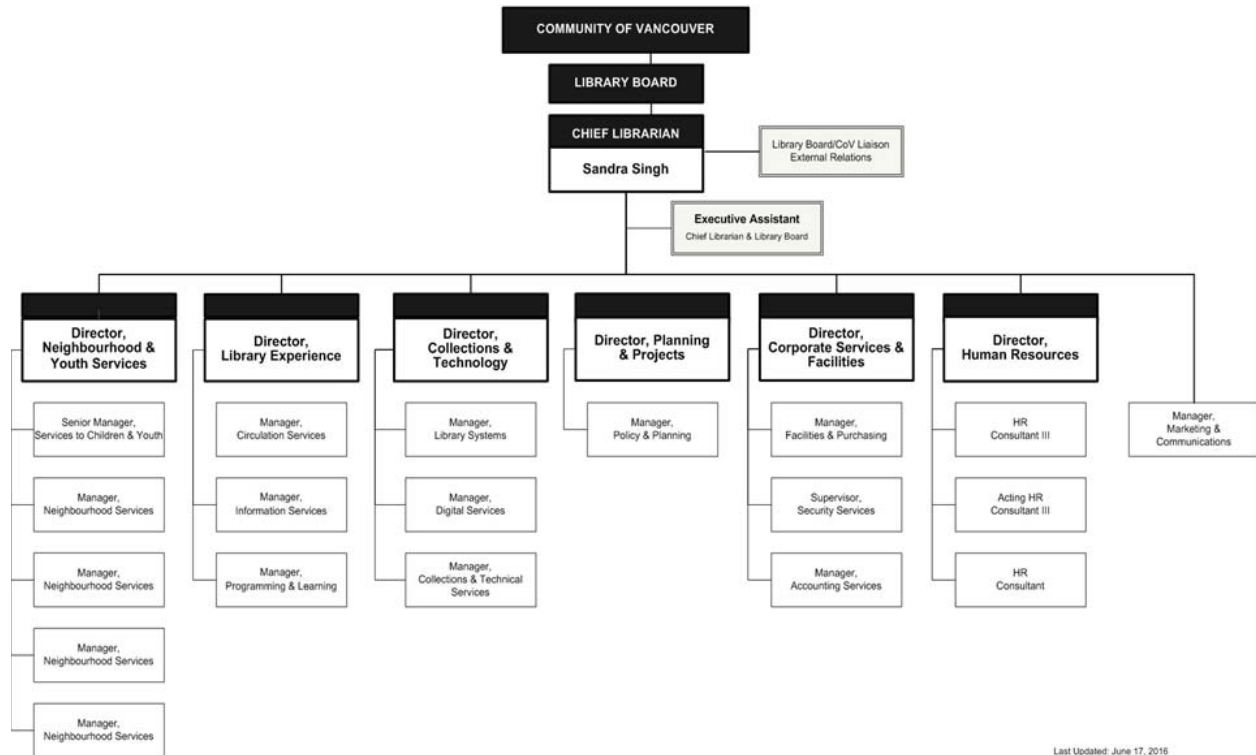 COMMUNITY OF VANCOUVER
LIBRARY BOARD
CHIEF LIBRARIAN
Sandra Singh
Library Board/CoV Liaison
External Relations
Executive Assistant
Chief Librarian & Library Board
Director,
Neighbourhood &
Youth Services
Senior Manager,
Services to Children & Youth
Manager,
Neighbourhood Services
Manager,
Neighbourhood Services
Manager,
Neighbourhood Services
Manager,
Neighbourhood Services
Director,
Library Experience
Manager,
Circulation Services
Manager,
Information Services
Manager,
Programming & Learning
Director,
Collections &
Technology
Manager,
Library Systems
Manager,
Digital Services
Manager,
Collections & Technical
Services
Director, Planning
& Projects
Manager,
Policy & Planning
Director,
Corporate Services &
Facilities
Manager,
Facilities & Purchasing
Supervisor,
Security Services
Manager,
Accounting Services
Director,
Human Resources
HR
Consultant III
Acting HR
Consultant III
HR
Consultant
Manager,
Marketing &
Communications
Last Updated: June 17, 2016